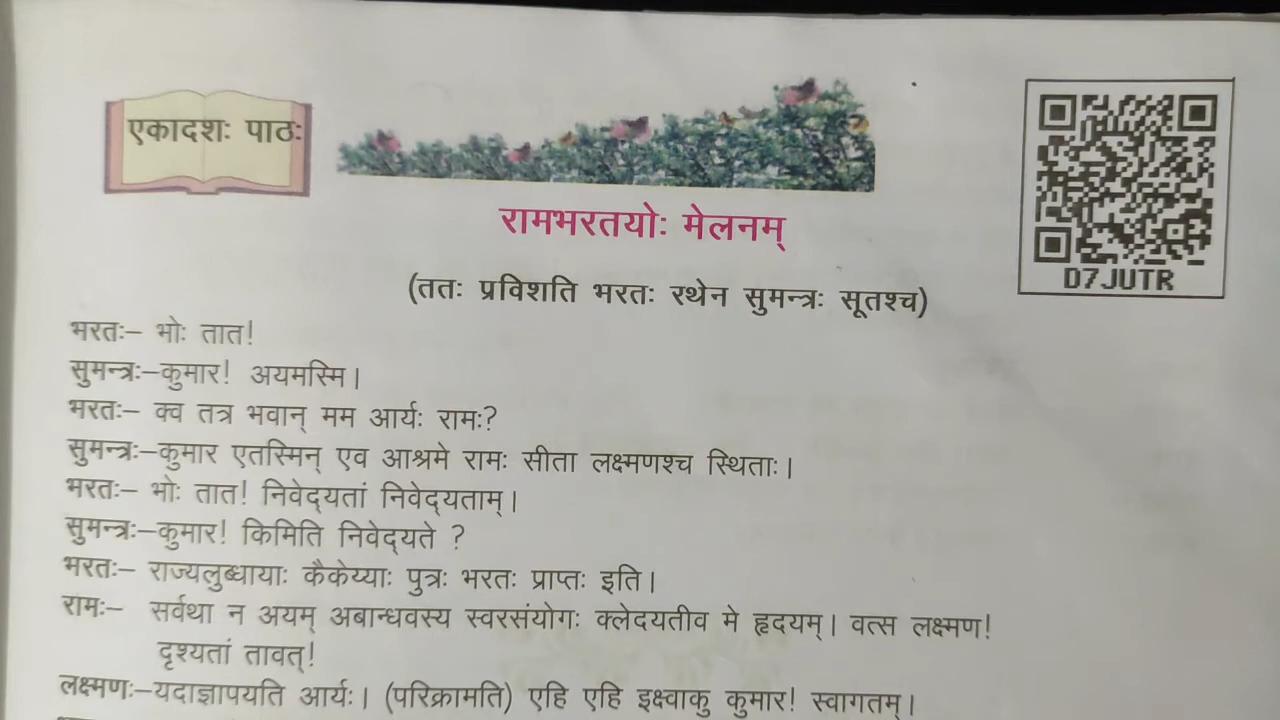 एकादशः पाठः
रामभरतयोः मेलनम्
D7JUTR
(ततः प्रविशति भरतः रथेन सुमन्त्रः सूतश्च)
भरतः– भोः तात!
सुमन्त्रः–कुमार! अयमस्मि।
भरतः– क्व तत्र भवान् मम आर्यः रामः?
सुमन्त्रः–कुमार एतस्मिन् एव आश्रमे रामः सीता लक्ष्मणश्च स्थिताः।
भरतः– भोः तात! निवेद्यतां निवेद्यताम्।
सुमन्त्रः–कुमार! किमिति निवेद्यते ?
भरतः– राज्यलुब्धायाः कैकेय्याः पुत्रः भरतः प्राप्तः इति।
रामः– सर्वथा न अयम् अबान्धवस्य स्वरसंयोगः क्लेदयतीव मे हृदयम्। वत्स लक्ष्मण!
दृश्यतां तावत्!
लक्ष्मणः–यदाज्ञापयति आर्यः। (परिक्रामति) एहि एहि इक्ष्वाकु कुमार! स्वागतम्।